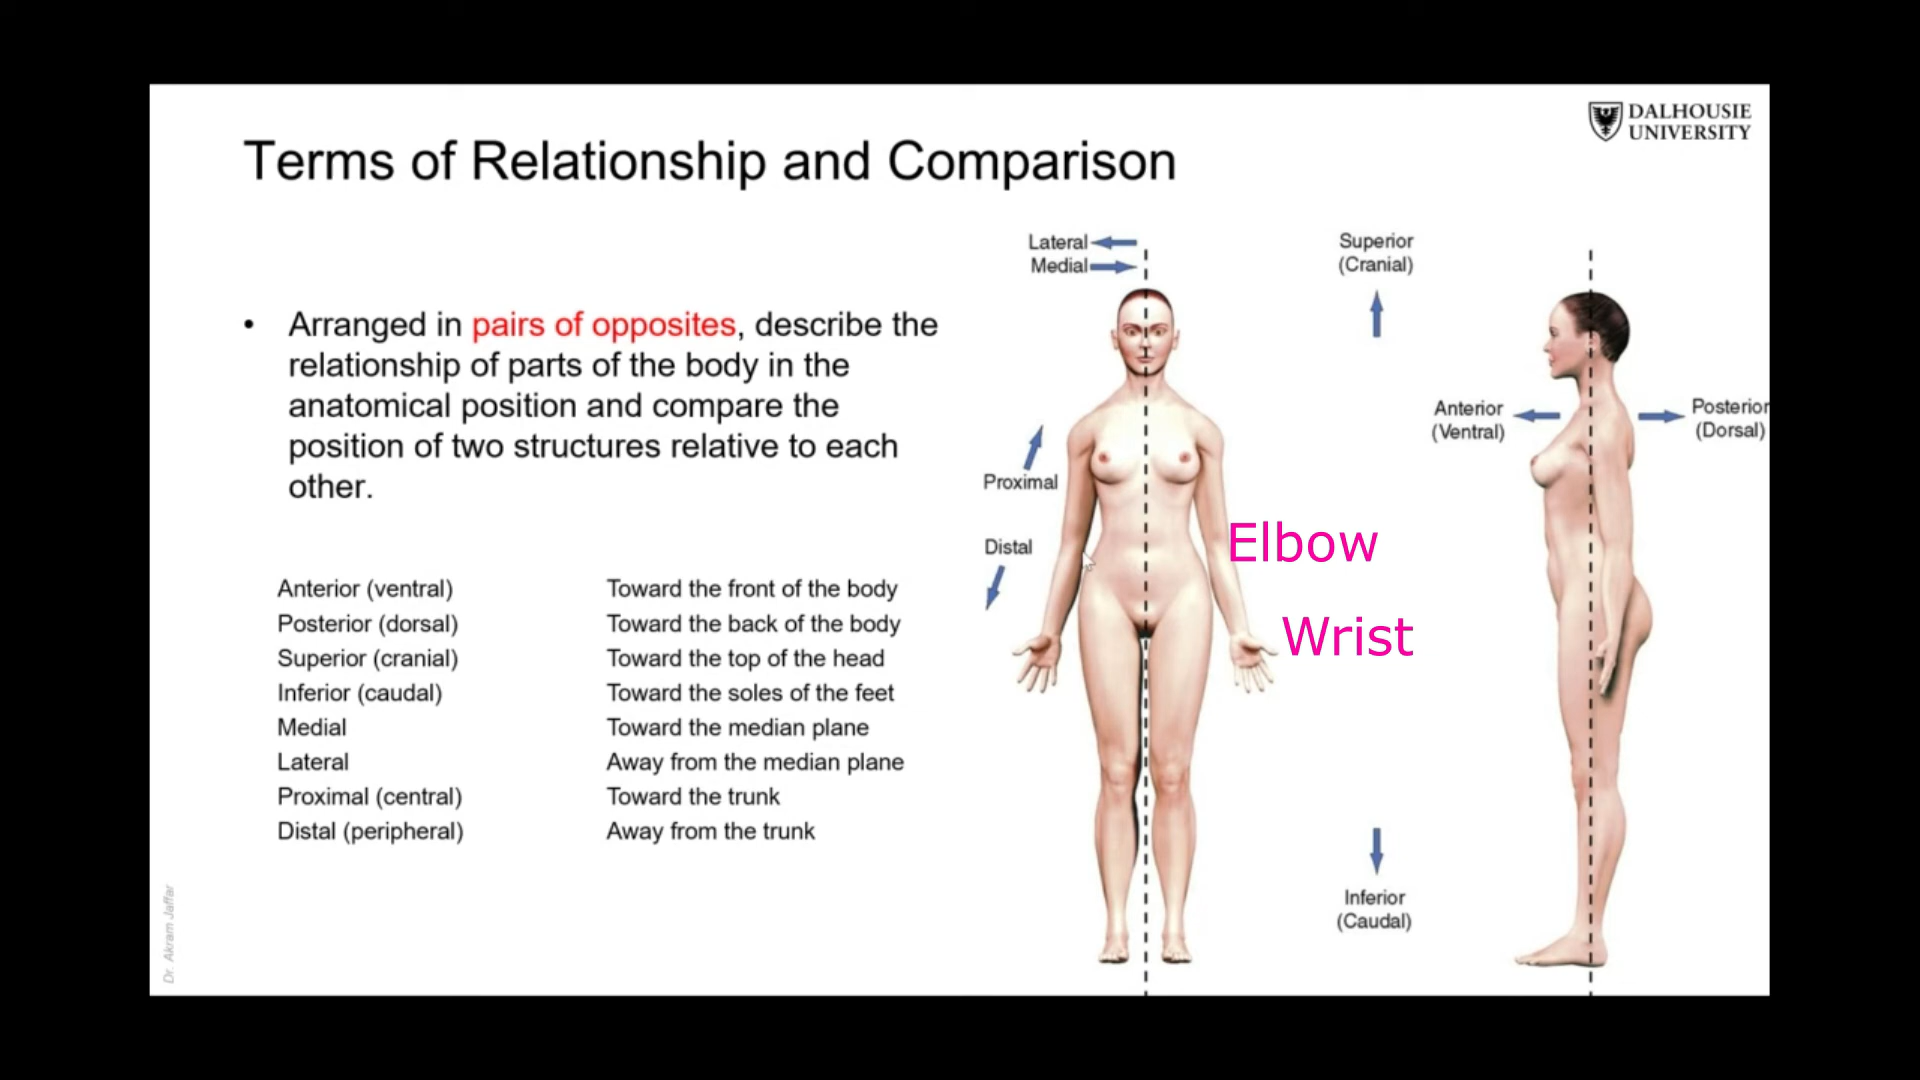 DALHOUSIE
UNIVERSITY
Terms of Relationship and Comparison
• Arranged in pairs of opposites, describe the
relationship of parts of the body in the
anatomical position and compare the
position of two structures relative to each
other.
Anterior (ventral) Toward the front of the body
Posterior (dorsal) Toward the back of the body
Superior (cranial) Toward the top of the head
Inferior (caudal) Toward the soles of the feet
Medial Toward the median plane
Lateral Away from the median plane
Proximal (central) Toward the trunk
Distal (peripheral) Away from the trunk
Lateral
Medial
Proximal
Distal
Elbow
Wrist
Superior
(Cranial)
Anterior
(Ventral)
Posterior
(Dorsal)
Inferior
(Caudal)
Dr. Akram Jaffar